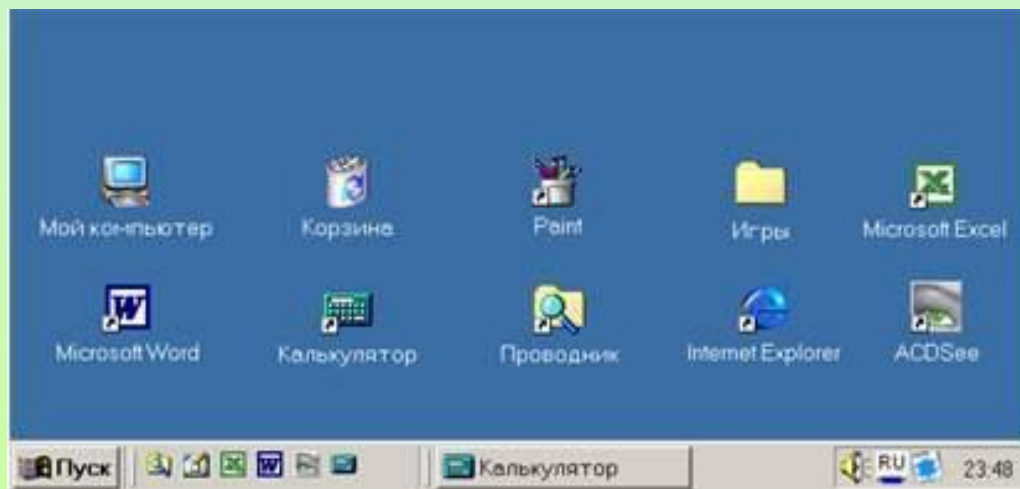 Мой компьютер
Корзина
Paint
Игры
Microsoft Excel
Microsoft Word
Калькулятор
Проводник
Internet Explorer
ACDSee
Пуск
Калькулятор
RU
23:48